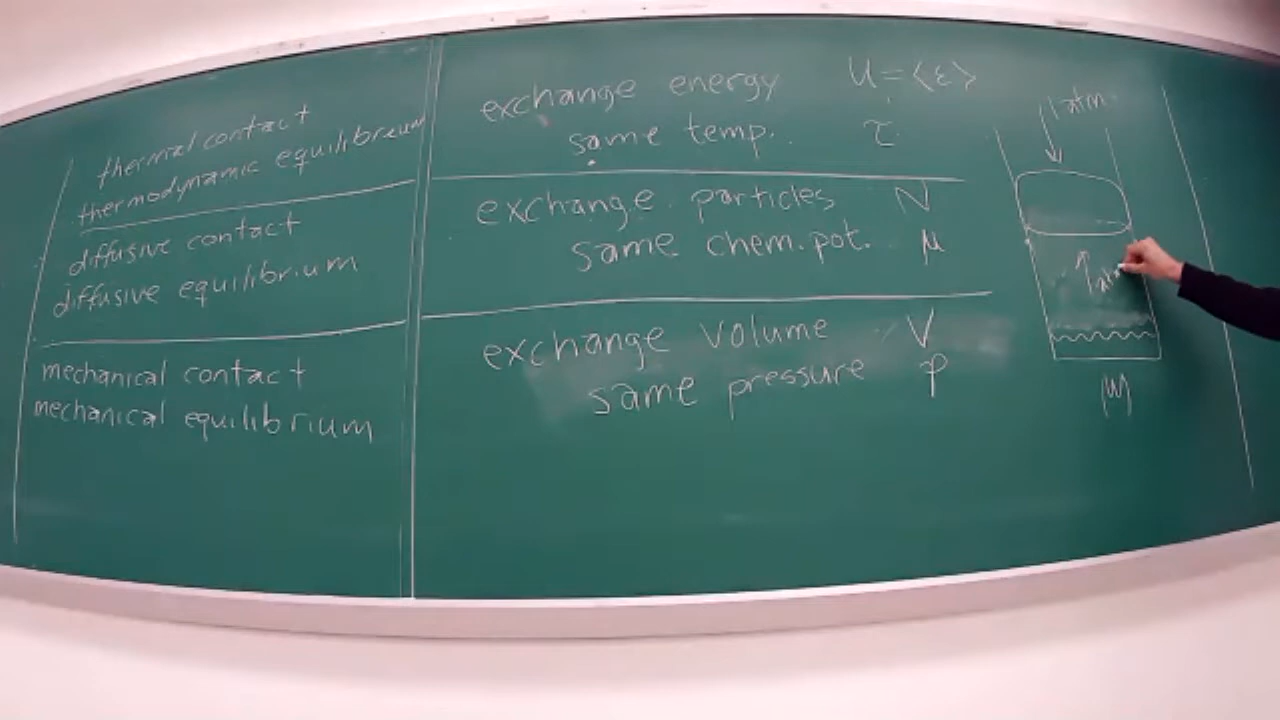 thermal contact
thermodynamic equilibrium
diffusive contact
diffusive equilibrium
mechanical contact
mechanical equilibrium
exchange energy U = ⟨ε⟩
same temp. τ
exchange particles N
same chem. pot. μ
exchange volume V
same pressure p
1 atm